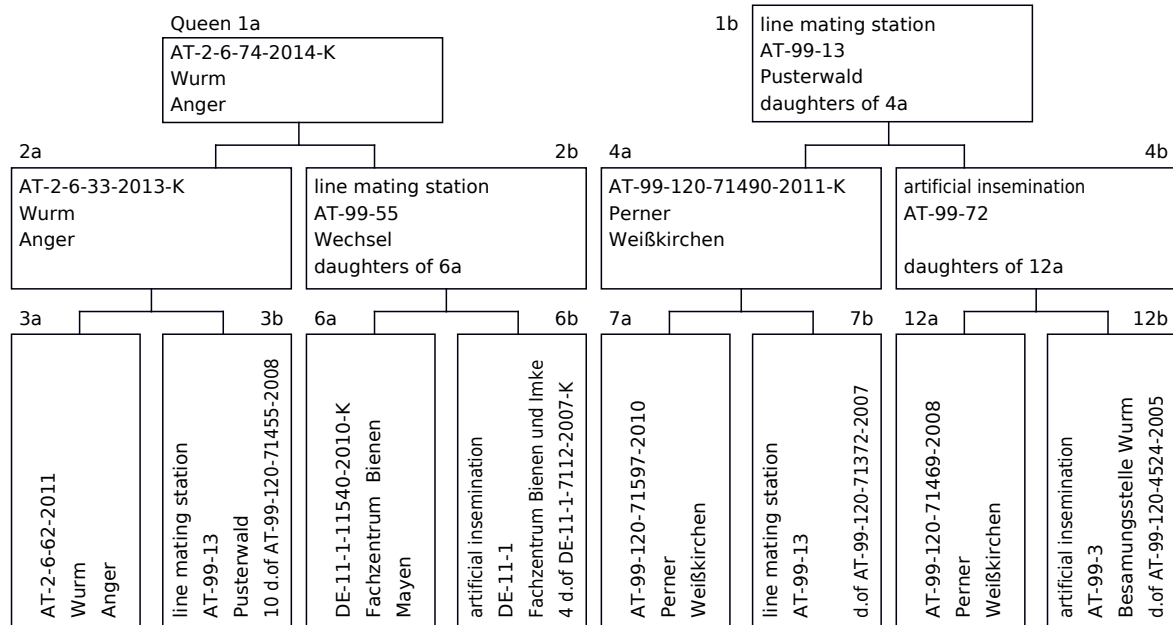 Queen 1a
AT-2-6-74-2014-K
Wurm
Anger
1b
line mating station
AT-99-13
Pusterwald
daughters of 4a
2a
AT-2-6-33-2013-K
Wurm
Anger
2b
line mating station
AT-99-55
Wechsel
daughters of 6a
4a
AT-99-120-71490-2011-K
Perner
Weißkirchen
4b
artificial insemination
AT-99-72
daughters of 12a
3a
AT-2-6-62-2011
Wurm
Anger
3b
line mating station
AT-99-13
Pusterwald
10 d.of AT-99-120-71455-2008
6a
DE-11-1-11540-2010-K
Fachzentrum Bienen
Mayen
6b
artificial insemination
DE-11-1
Fachzentrum Bienen und Imke
4 d.of DE-11-1-7112-2007-K
7a
AT-99-120-71597-2010
Perner
Weißkirchen
7b
line mating station
AT-99-13
d.of AT-99-120-71372-2007
12a
AT-99-120-71469-2008
Perner
Weißkirchen
12b
artificial insemination
AT-99-3
Besamungsstelle Wurm
d.of AT-99-120-4524-2005